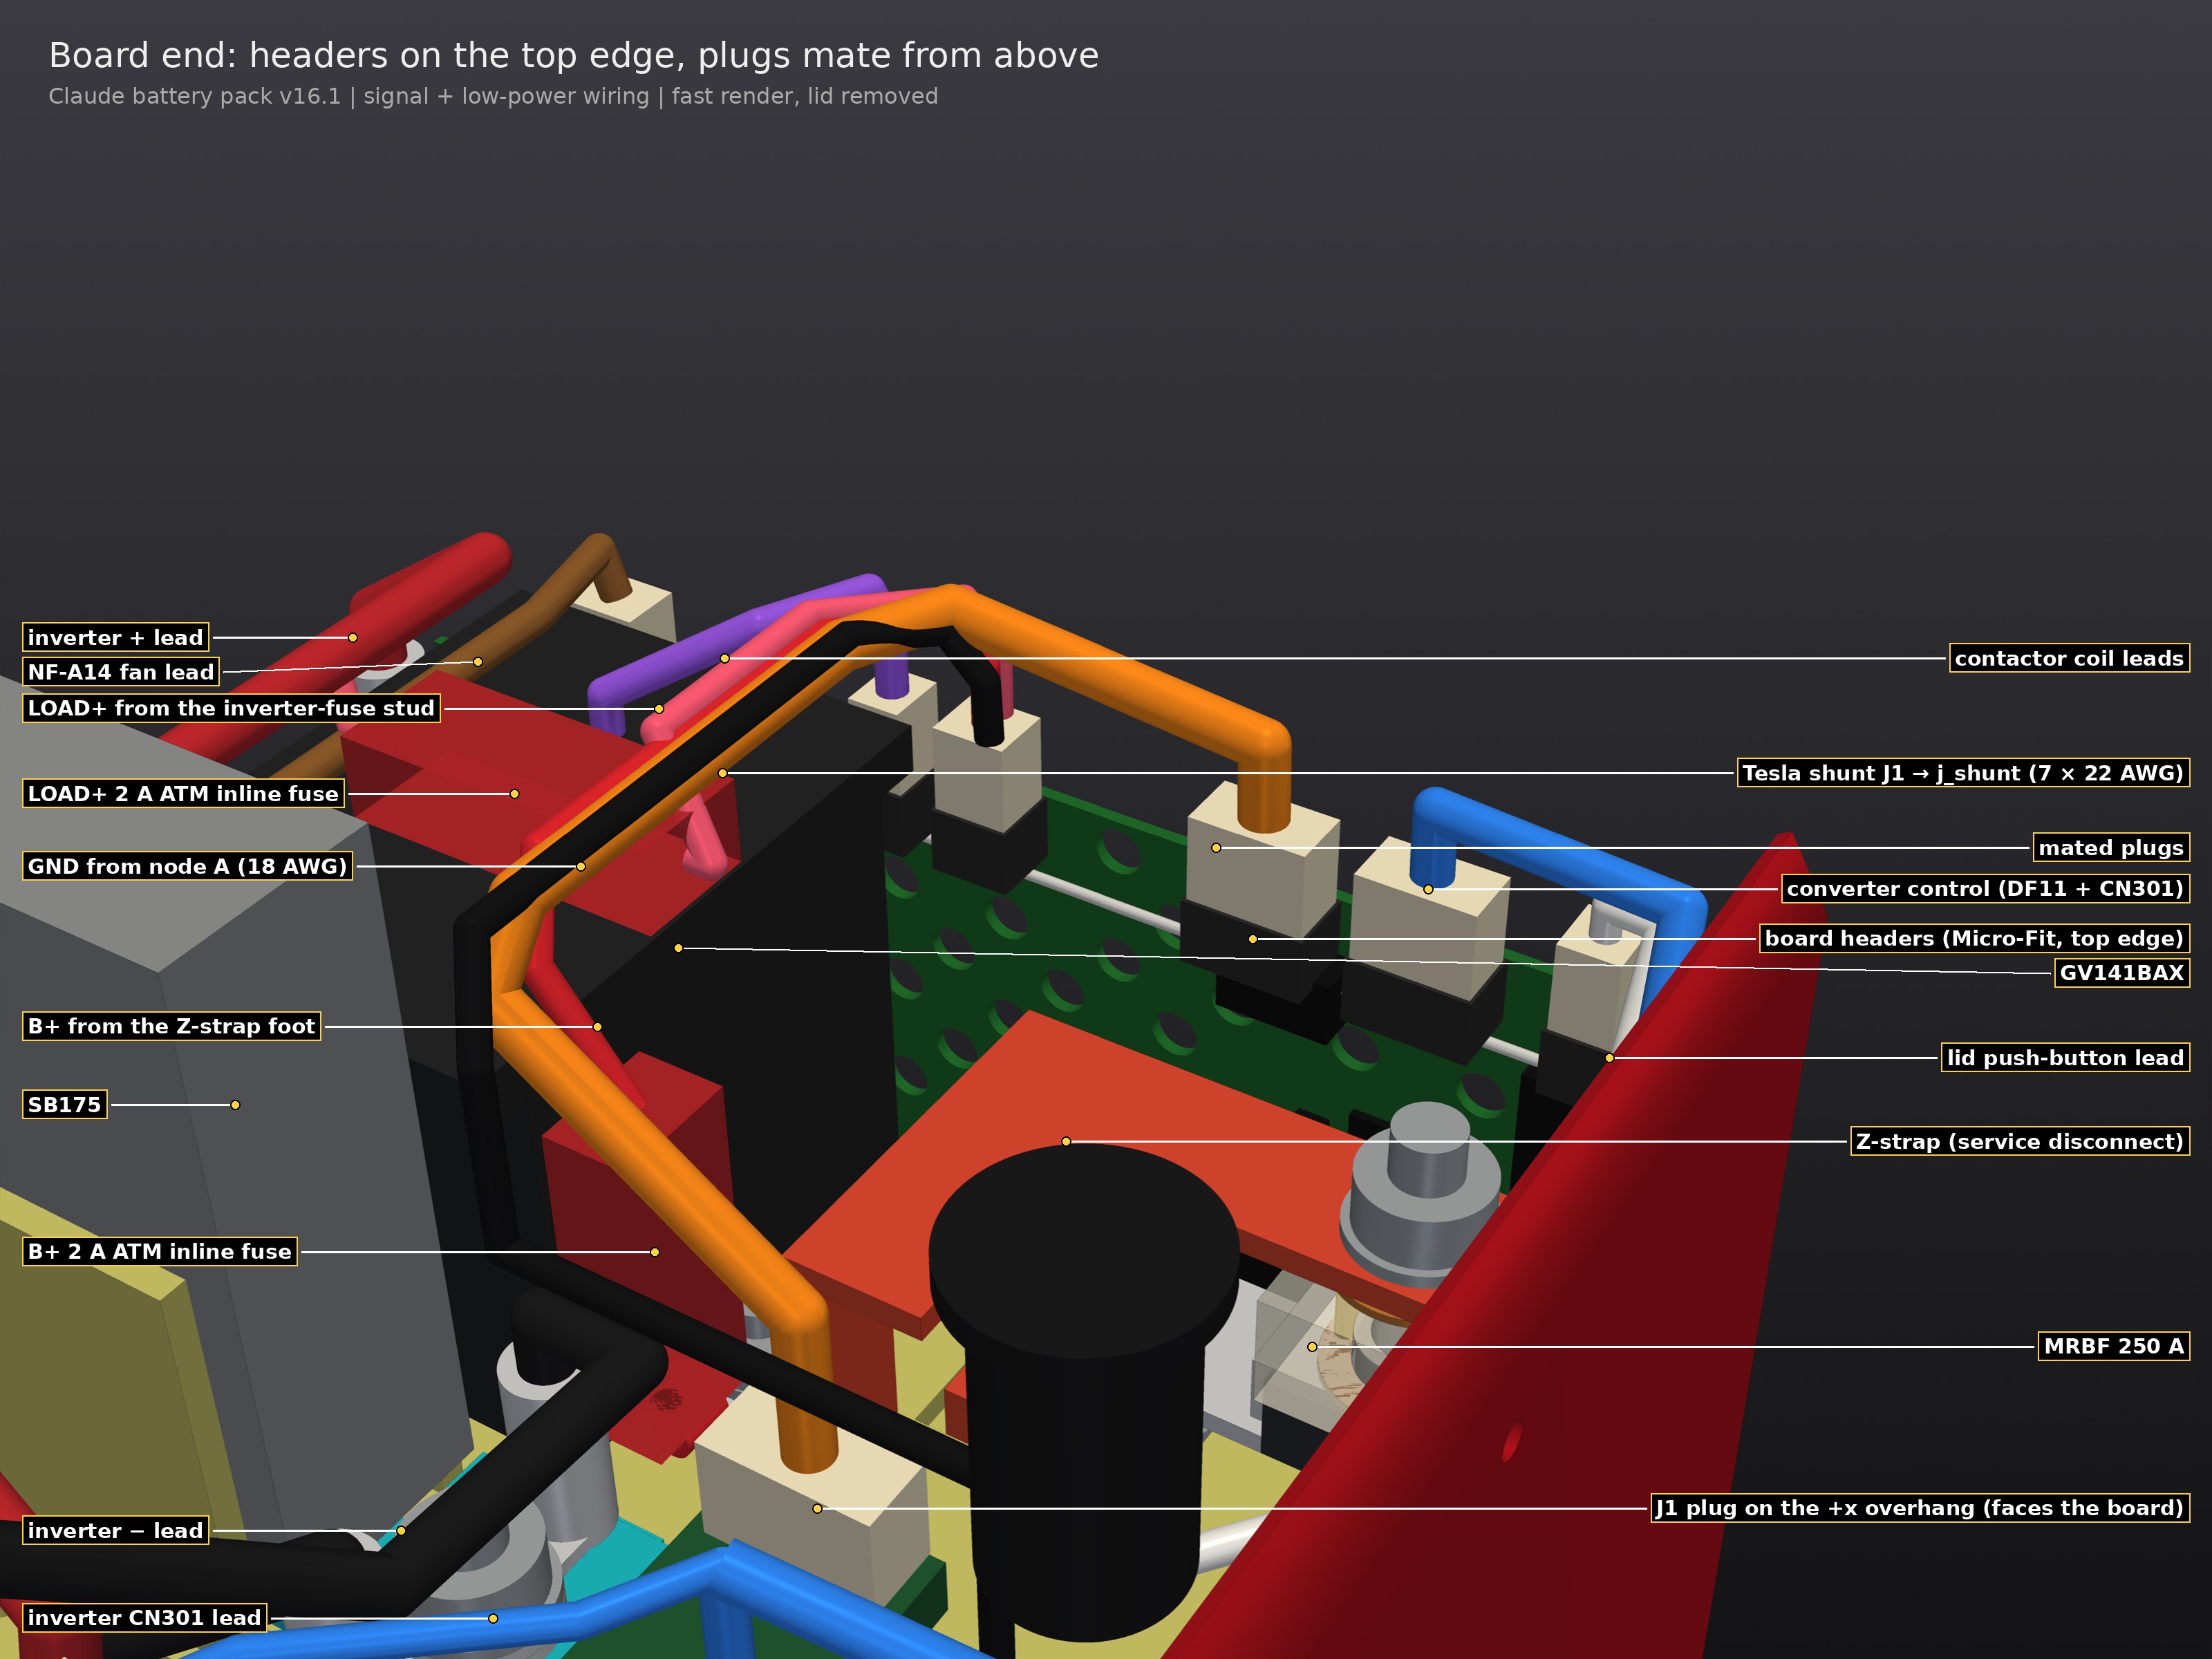 Board end: headers on the top edge, plugs mate from above
Claude battery pack v16.1 | signal + low-power wiring | fast render, lid removed
inverter + lead
NF-A14 fan lead
LOAD+ from the inverter-fuse stud
LOAD+ 2 A ATM inline fuse
GND from node A (18 AWG)
B+ from the Z-strap foot
SB175
B+ 2 A ATM inline fuse
inverter − lead
inverter CN301 lead
contactor coil leads
Tesla shunt J1 → j_shunt (7 × 22 AWG)
mated plugs
converter control (DF11 + CN301)
board headers (Micro-Fit, top edge)
GV141BAX
lid push-button lead
Z-strap (service disconnect)
MRBF 250 A
J1 plug on the +x overhang (faces the board)